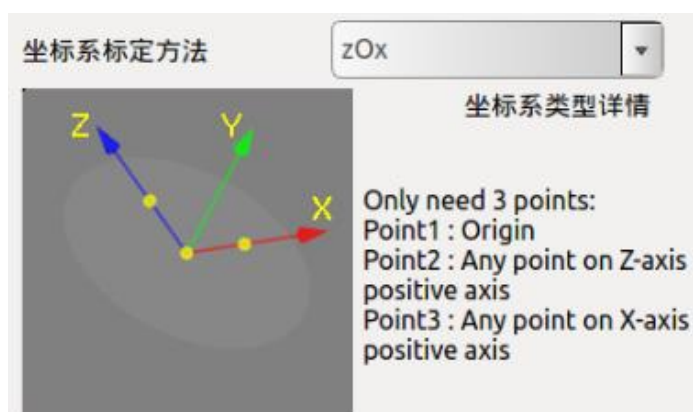 坐标系标定方法
zOx
坐标系类型详情
Z
Y
X
Only need 3 points:
Point1 : Origin
Point2 : Any point on Z-axis
positive axis
Point3 : Any point on X-axis
positive axis